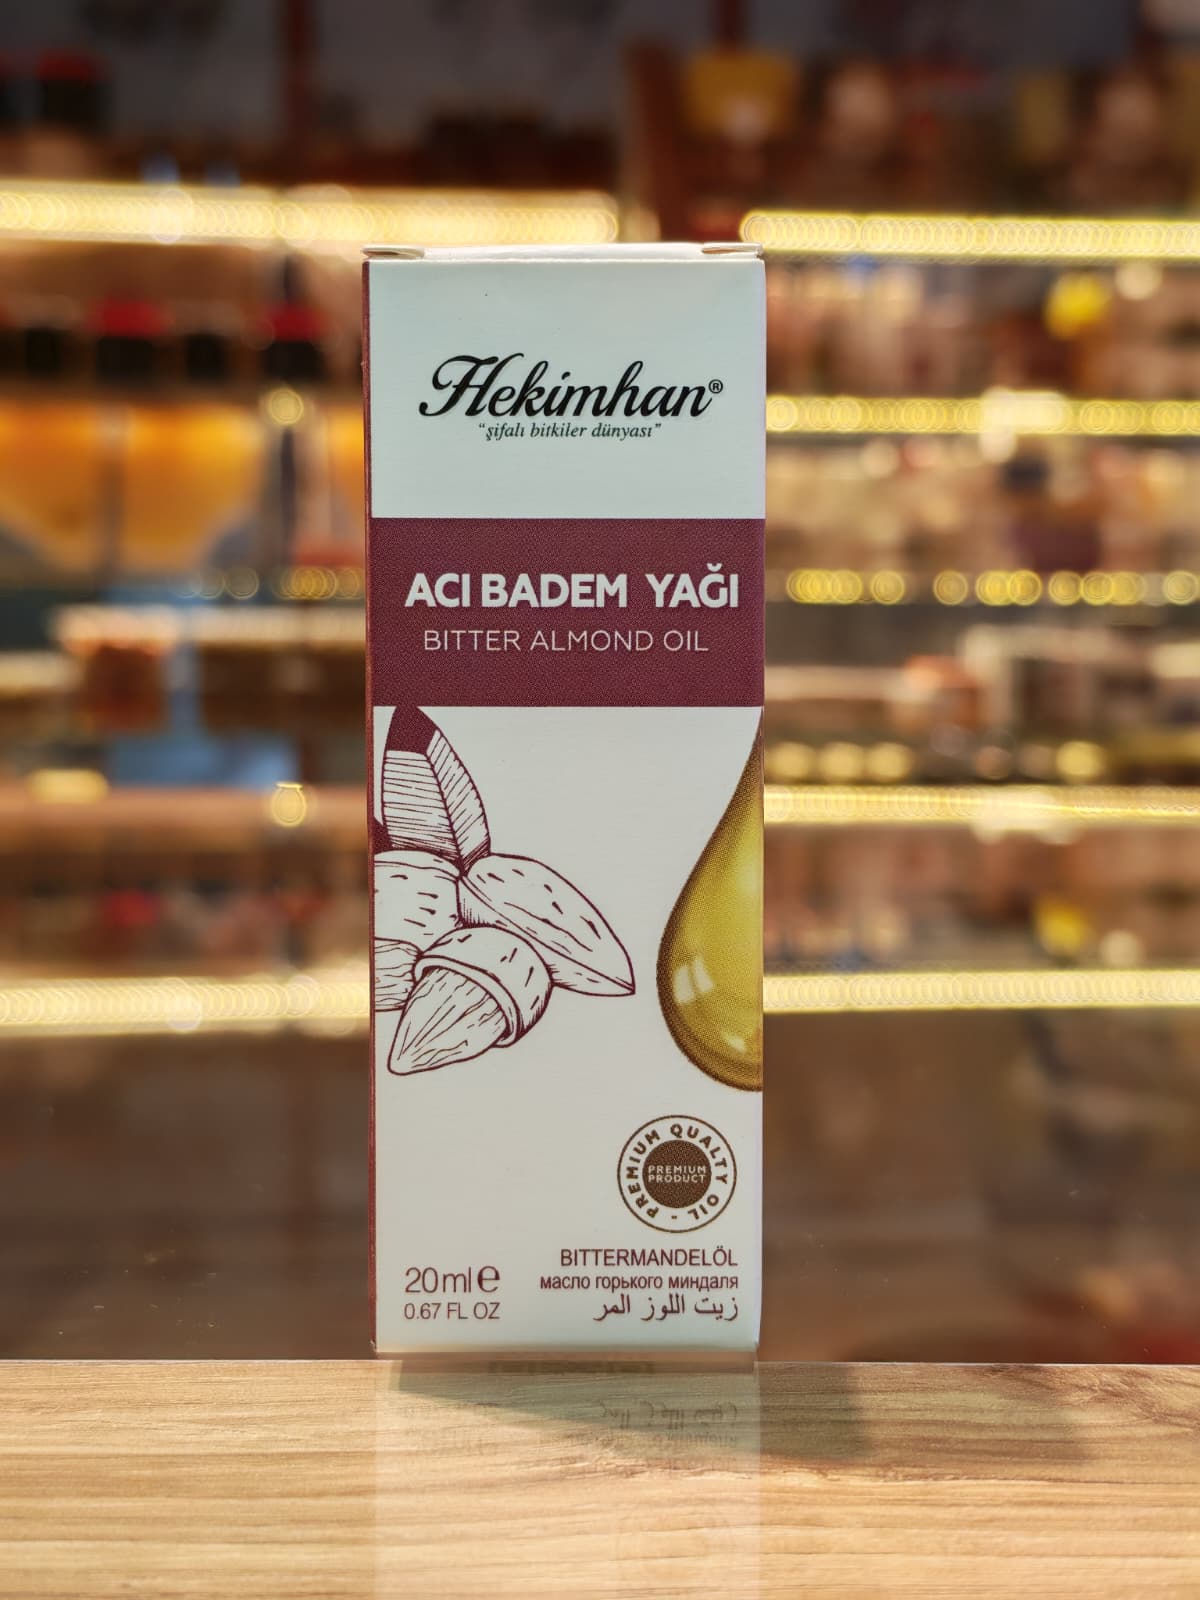 Hekimhan®
"şifalı bitkiler dünyası"
ACI BADEM YAĞI
BITTER ALMOND OIL
PREMIUM QUALTY OIL -
PREMIUM
PRODUCT
BITTERMANDELÖL
масло горького миндаля
زيت اللوز المر
20ml e
0.67 FL OZ